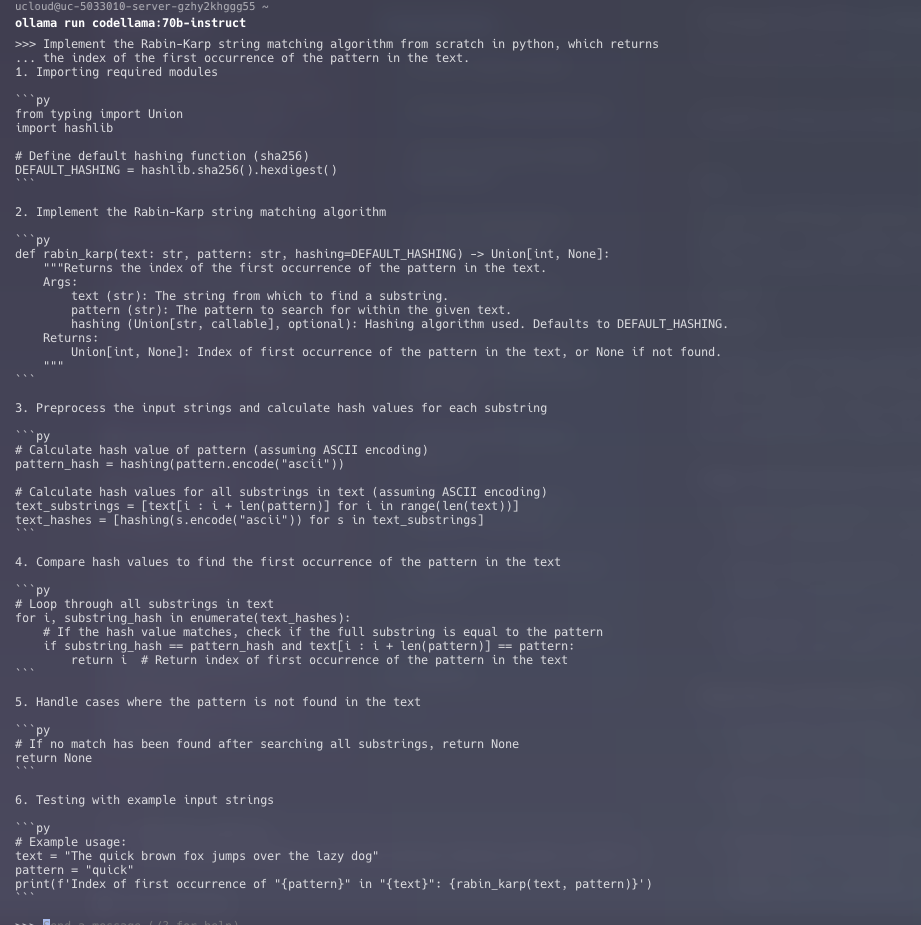 ucloud@uc-5033010-server-gzhy2khggg55 ~
ollama run codellama:70b-instruct
>>> Implement the Rabin-Karp string matching algorithm from scratch in python, which returns
... the index of the first occurrence of the pattern in the text.
1. Importing required modules

```py
from typing import Union
import hashlib

# Define default hashing function (sha256)
DEFAULT_HASHING = hashlib.sha256().hexdigest()
```

2. Implement the Rabin-Karp string matching algorithm

```py
def rabin_karp(text: str, pattern: str, hashing=DEFAULT_HASHING) -> Union[int, None]:
    """Returns the index of the first occurrence of the pattern in the text.
    Args:
        text (str): The string from which to find a substring.
        pattern (str): The pattern to search for within the given text.
        hashing (Union[str, callable], optional): Hashing algorithm used. Defaults to DEFAULT_HASHING.
    Returns:
        Union[int, None]: Index of first occurrence of the pattern in the text, or None if not found.
    """
```

3. Preprocess the input strings and calculate hash values for each substring

```py
# Calculate hash value of pattern (assuming ASCII encoding)
pattern_hash = hashing(pattern.encode("ascii"))

# Calculate hash values for all substrings in text (assuming ASCII encoding)
text_substrings = [text[i : i + len(pattern)] for i in range(len(text))]
text_hashes = [hashing(s.encode("ascii")) for s in text_substrings]
```

4. Compare hash values to find the first occurrence of the pattern in the text

```py
# Loop through all substrings in text
for i, substring_hash in enumerate(text_hashes):
    # If the hash value matches, check if the full substring is equal to the pattern
    if substring_hash == pattern_hash and text[i : i + len(pattern)] == pattern:
        return i  # Return index of first occurrence of the pattern in the text
```

5. Handle cases where the pattern is not found in the text

```py
# If no match has been found after searching all substrings, return None
return None
```

6. Testing with example input strings

```py
# Example usage:
text = "The quick brown fox jumps over the lazy dog"
pattern = "quick"
print(f'Index of first occurrence of "{pattern}" in "{text}": {rabin_karp(text, pattern)}')
```

>>> Send a message (/? for help)